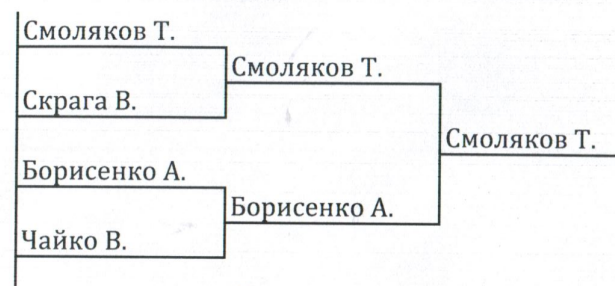 Смоляков Т.
Смоляков Т.
Скрага В.
Смоляков Т.
Борисенко А.
Борисенко А.
Чайко В.